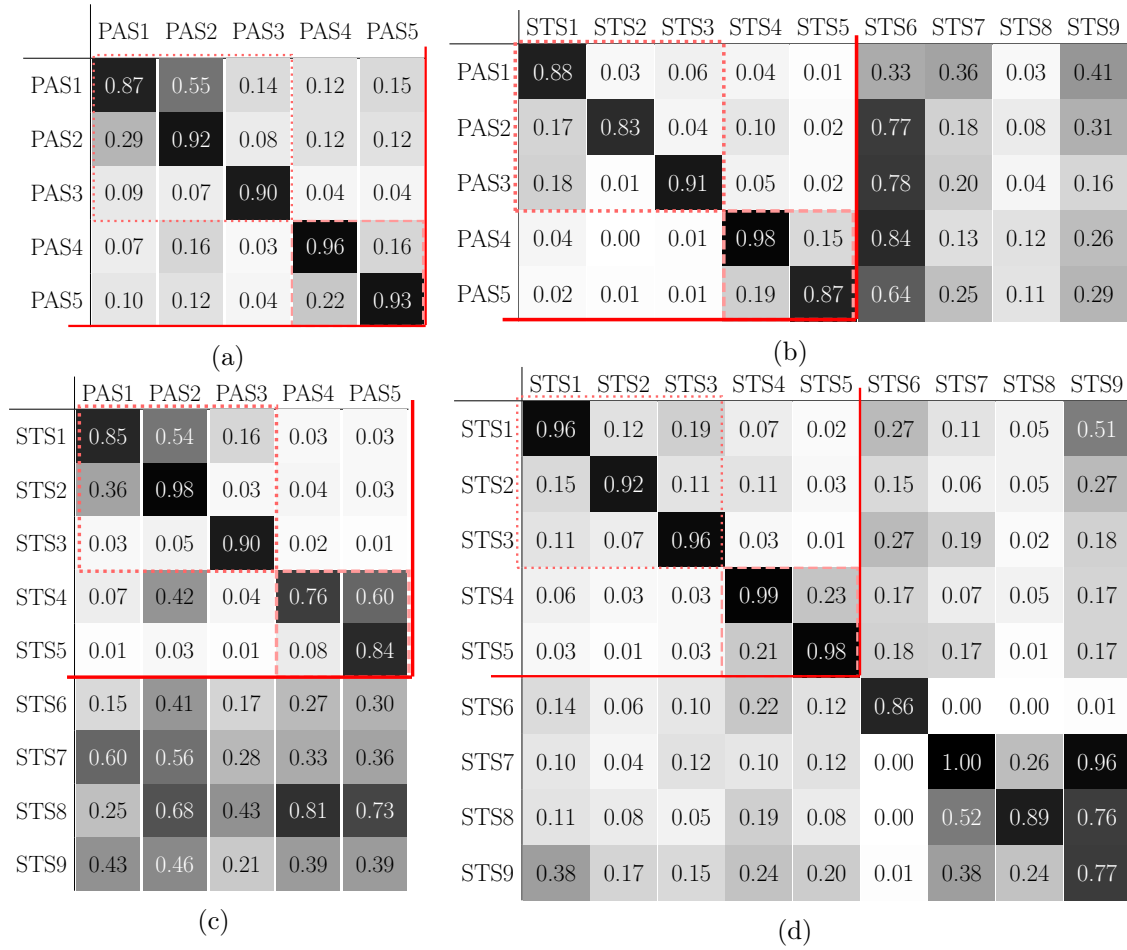 PAS1 PAS2 PAS3 PAS4 PAS5
PAS1 0.87 0.55 0.14 0.12 0.15
PAS2 0.29 0.92 0.08 0.12 0.12
PAS3 0.09 0.07 0.90 0.04 0.04
PAS4 0.07 0.16 0.03 0.96 0.16
PAS5 0.10 0.12 0.04 0.22 0.93
(a)
STS1 STS2 STS3 STS4 STS5 STS6 STS7 STS8 STS9
PAS1 0.88 0.03 0.06 0.04 0.01 0.33 0.36 0.03 0.41
PAS2 0.17 0.83 0.04 0.10 0.02 0.77 0.18 0.08 0.31
PAS3 0.18 0.01 0.91 0.05 0.02 0.78 0.20 0.04 0.16
PAS4 0.04 0.00 0.01 0.98 0.15 0.84 0.13 0.12 0.26
PAS5 0.02 0.01 0.01 0.19 0.87 0.64 0.25 0.11 0.29
(b)
PAS1 PAS2 PAS3 PAS4 PAS5
STS1 0.85 0.54 0.16 0.03 0.03
STS2 0.36 0.98 0.03 0.04 0.03
STS3 0.03 0.05 0.90 0.02 0.01
STS4 0.07 0.42 0.04 0.76 0.60
STS5 0.01 0.03 0.01 0.08 0.84
STS6 0.15 0.41 0.17 0.27 0.30
STS7 0.60 0.56 0.28 0.33 0.36
STS8 0.25 0.68 0.43 0.81 0.73
STS9 0.43 0.46 0.21 0.39 0.39
(c)
STS1 STS2 STS3 STS4 STS5 STS6 STS7 STS8 STS9
STS1 0.96 0.12 0.19 0.07 0.02 0.27 0.11 0.05 0.51
STS2 0.15 0.92 0.11 0.11 0.03 0.15 0.06 0.05 0.27
STS3 0.11 0.07 0.96 0.03 0.01 0.27 0.19 0.02 0.18
STS4 0.06 0.03 0.03 0.99 0.23 0.17 0.07 0.05 0.17
STS5 0.03 0.01 0.03 0.21 0.98 0.18 0.17 0.01 0.17
STS6 0.14 0.06 0.10 0.22 0.12 0.86 0.00 0.00 0.01
STS7 0.10 0.04 0.12 0.10 0.12 0.00 1.00 0.26 0.96
STS8 0.11 0.08 0.05 0.19 0.08 0.00 0.52 0.89 0.76
STS9 0.38 0.17 0.15 0.24 0.20 0.01 0.38 0.24 0.77
(d)